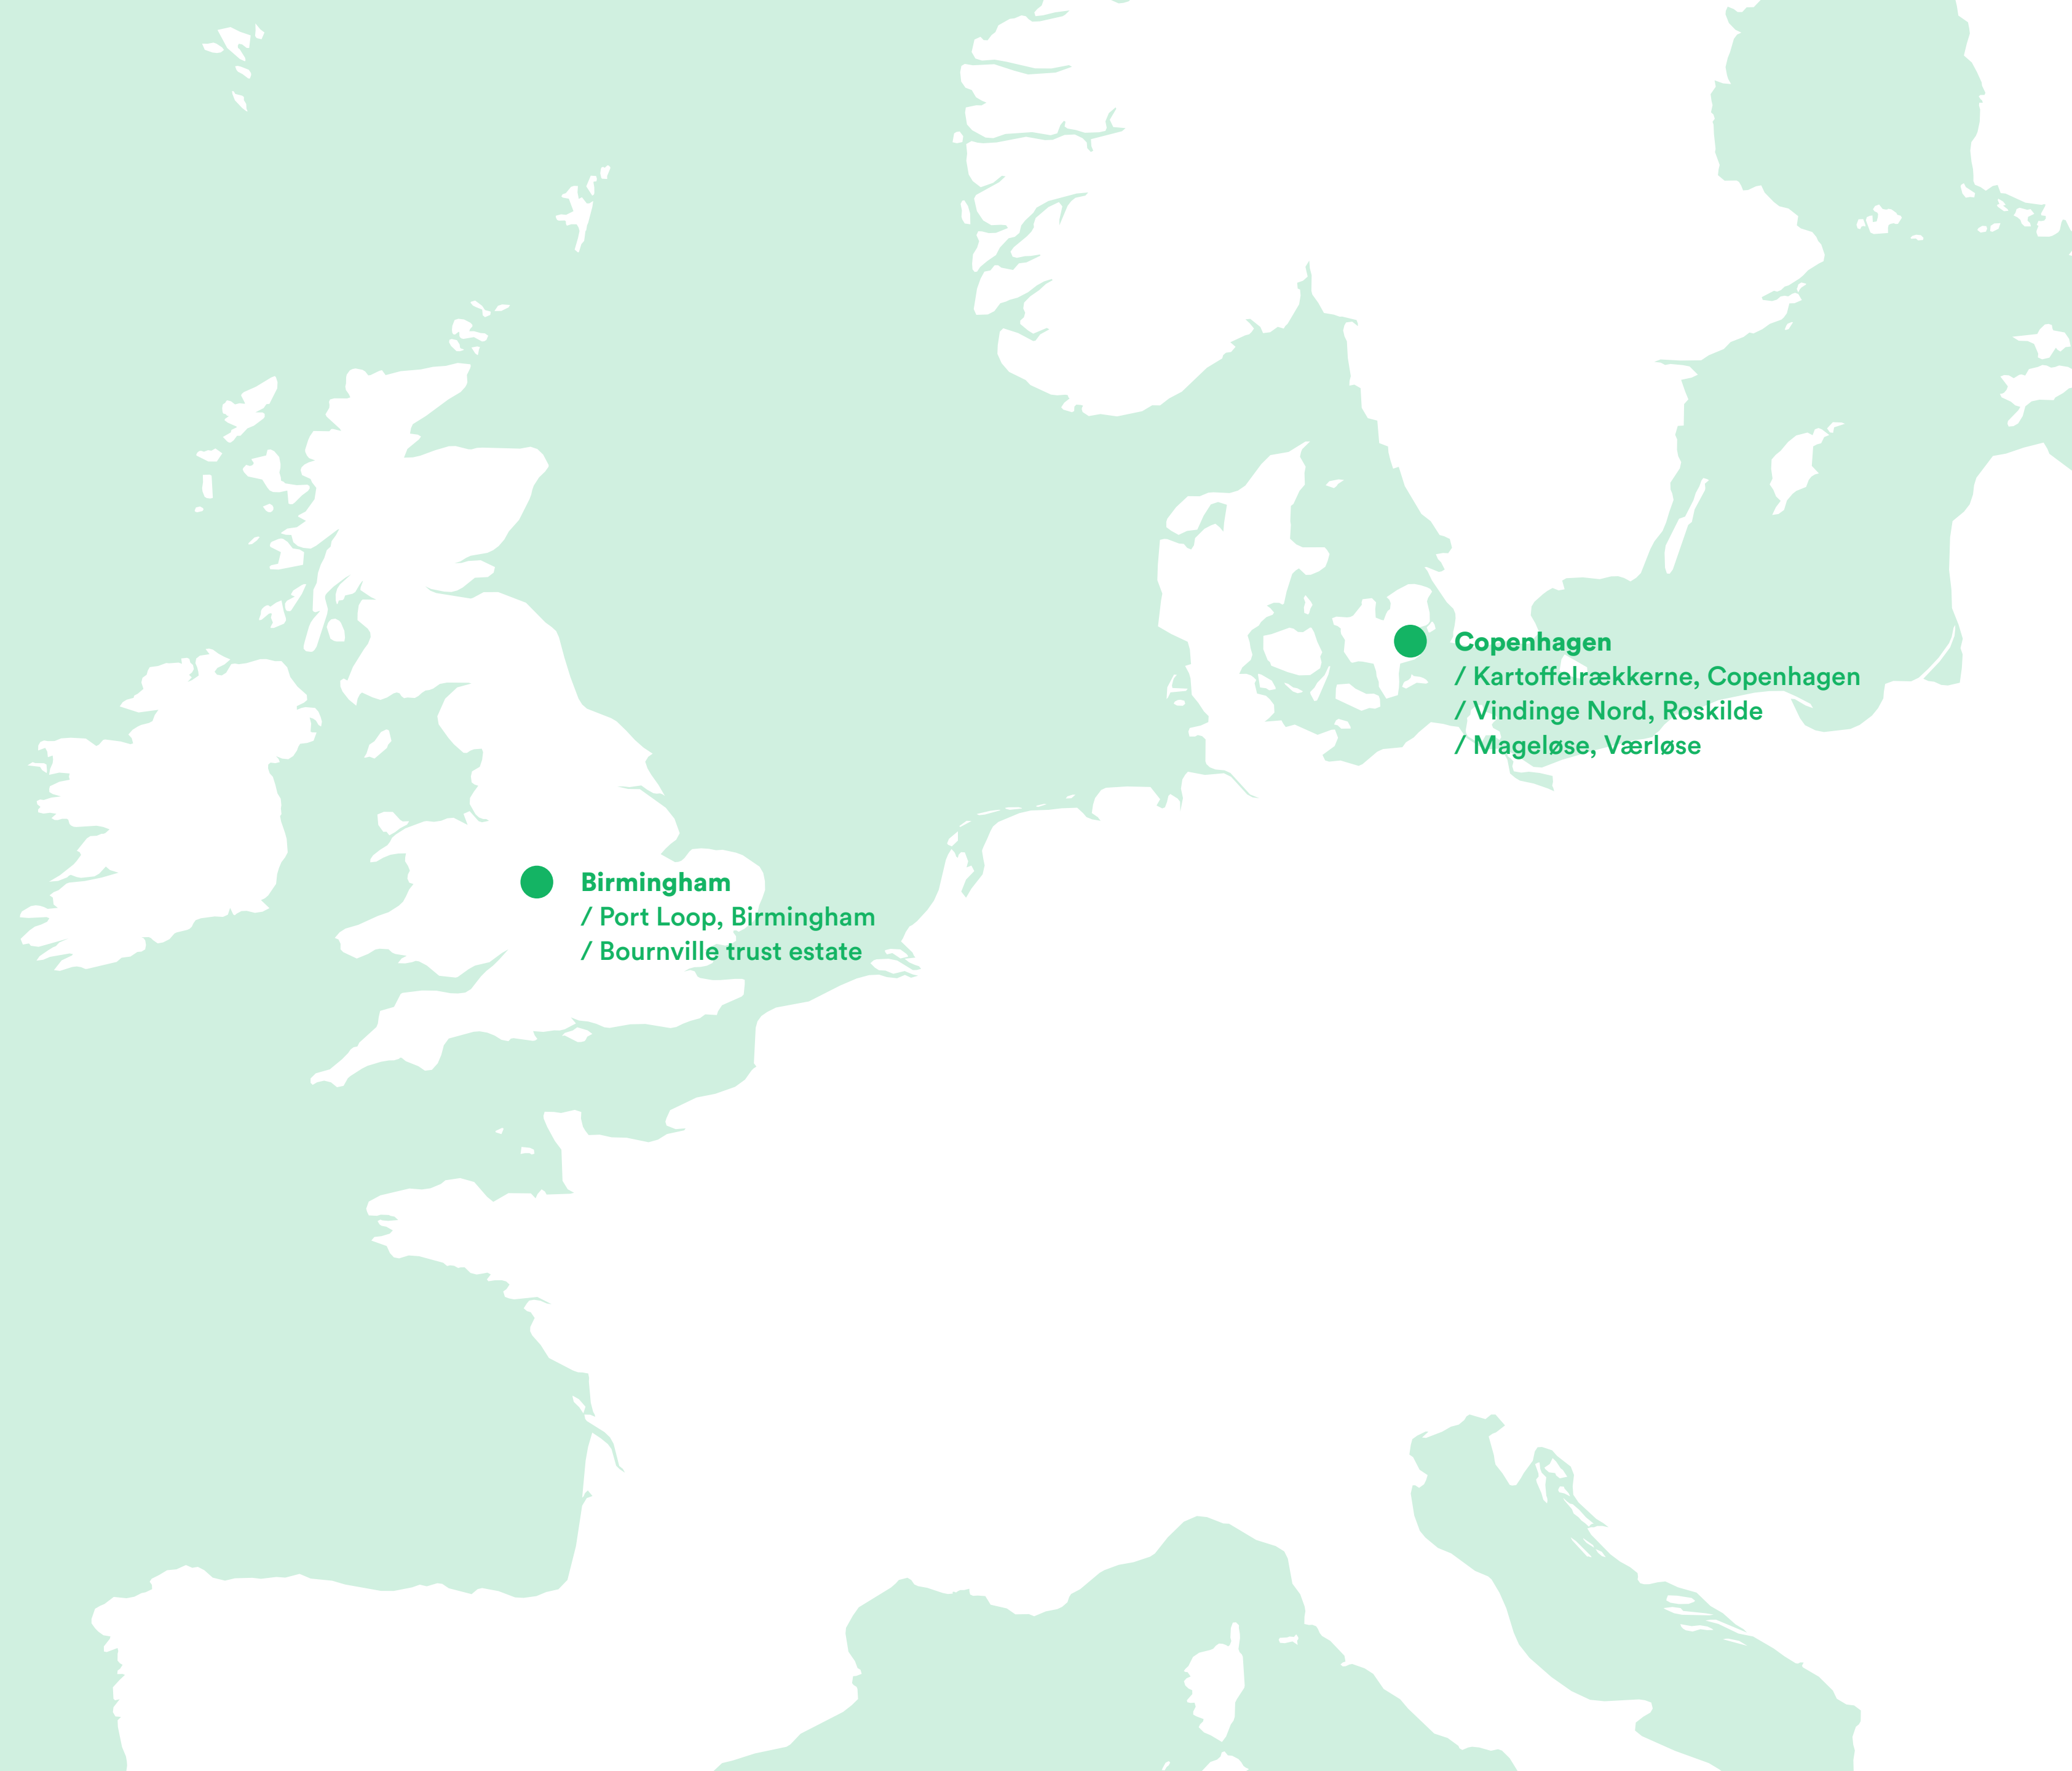 Copenhagen
/ Kartoffelrækkerne, Copenhagen
/ Vindinge Nord, Roskilde
/ Mageløse, Værløse
Birmingham
/ Port Loop, Birmingham
/ Bournville trust estate